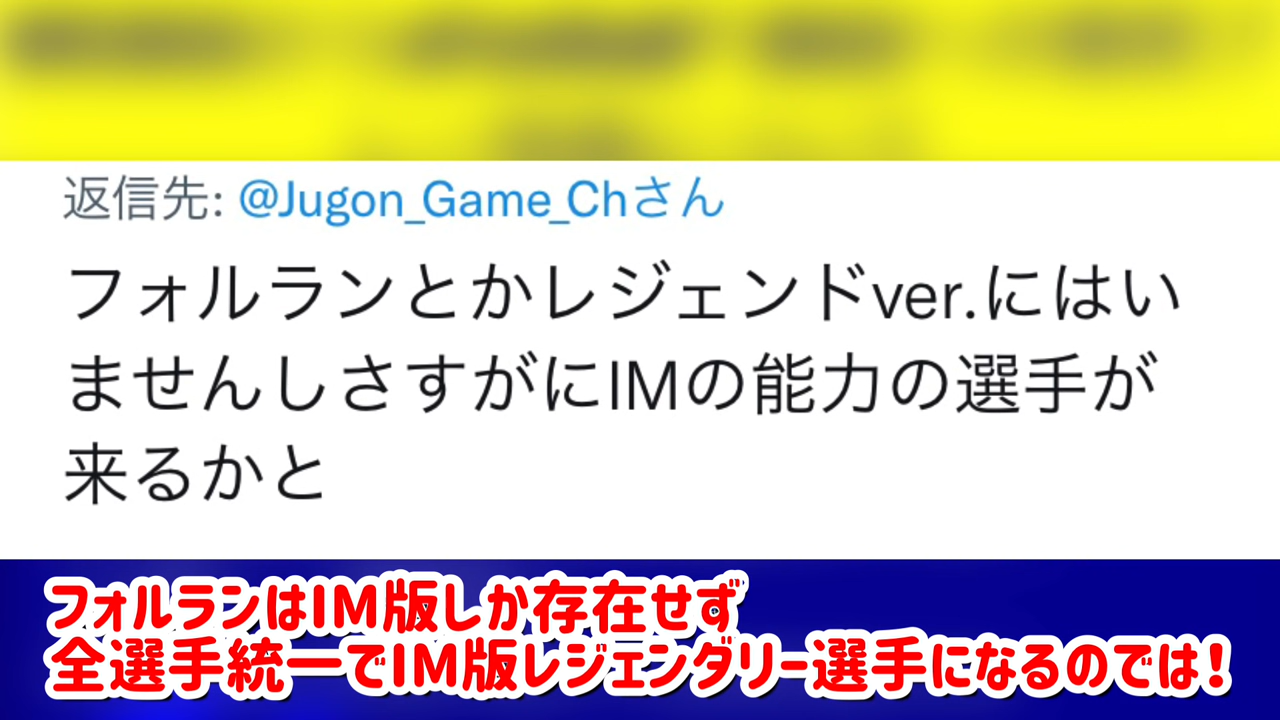 返信先: @Jugon_Game_Chさん
フォルランとかレジェンドver.にはい
ませんしさすがにIMの能力の選手が
来るかと
フォルランはIM版しか存在せず
全選手統一でIM版レジェンダリー選手になるのでは!